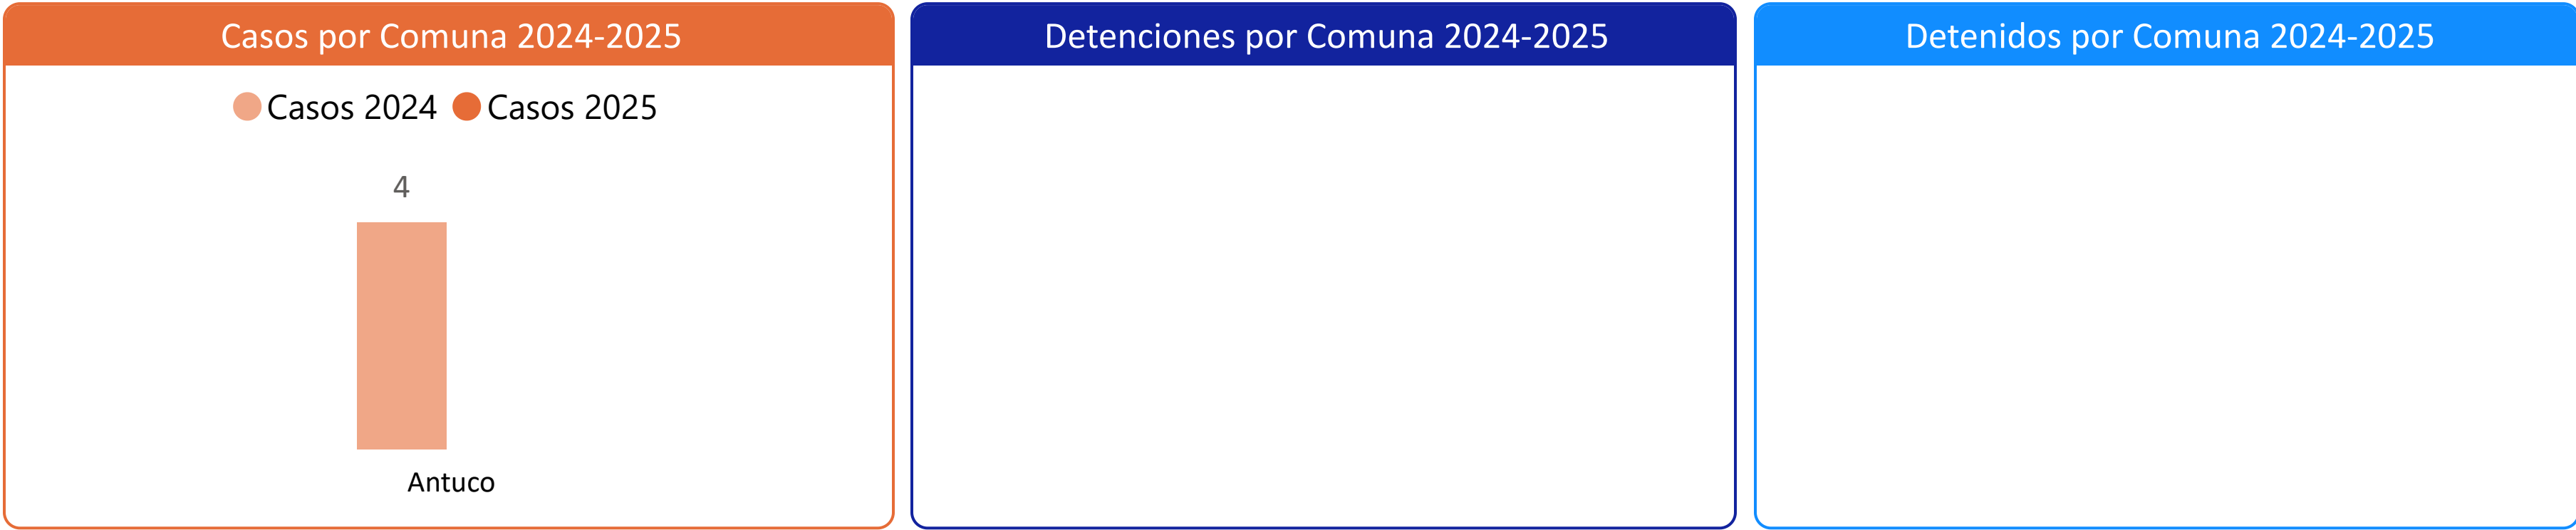 Casos por Comuna 2024-2025
Casos 2024 Casos 2025
4
Antuco
Detenciones por Comuna 2024-2025
Detenidos por Comuna 2024-2025